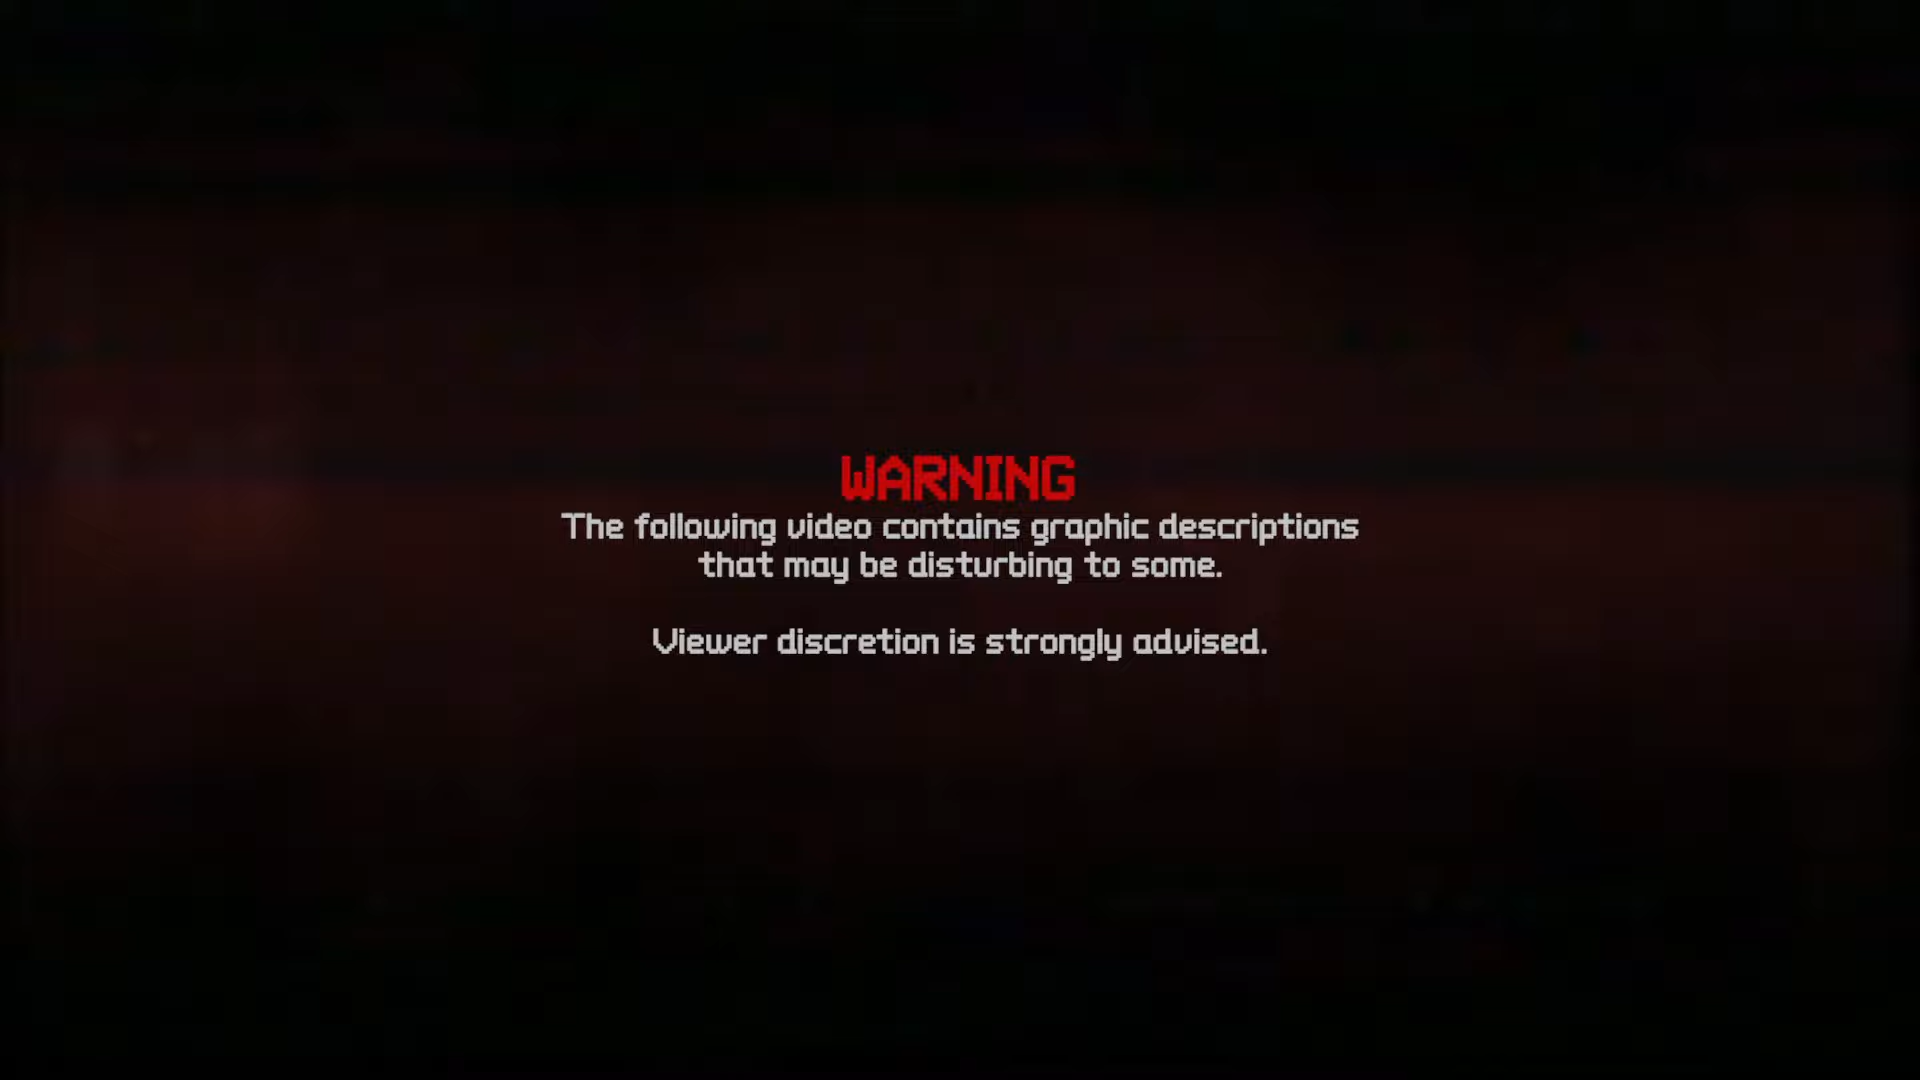 WARNING
The following video contains graphic descriptions
that may be disturbing to some.
Viewer discretion is strongly advised.